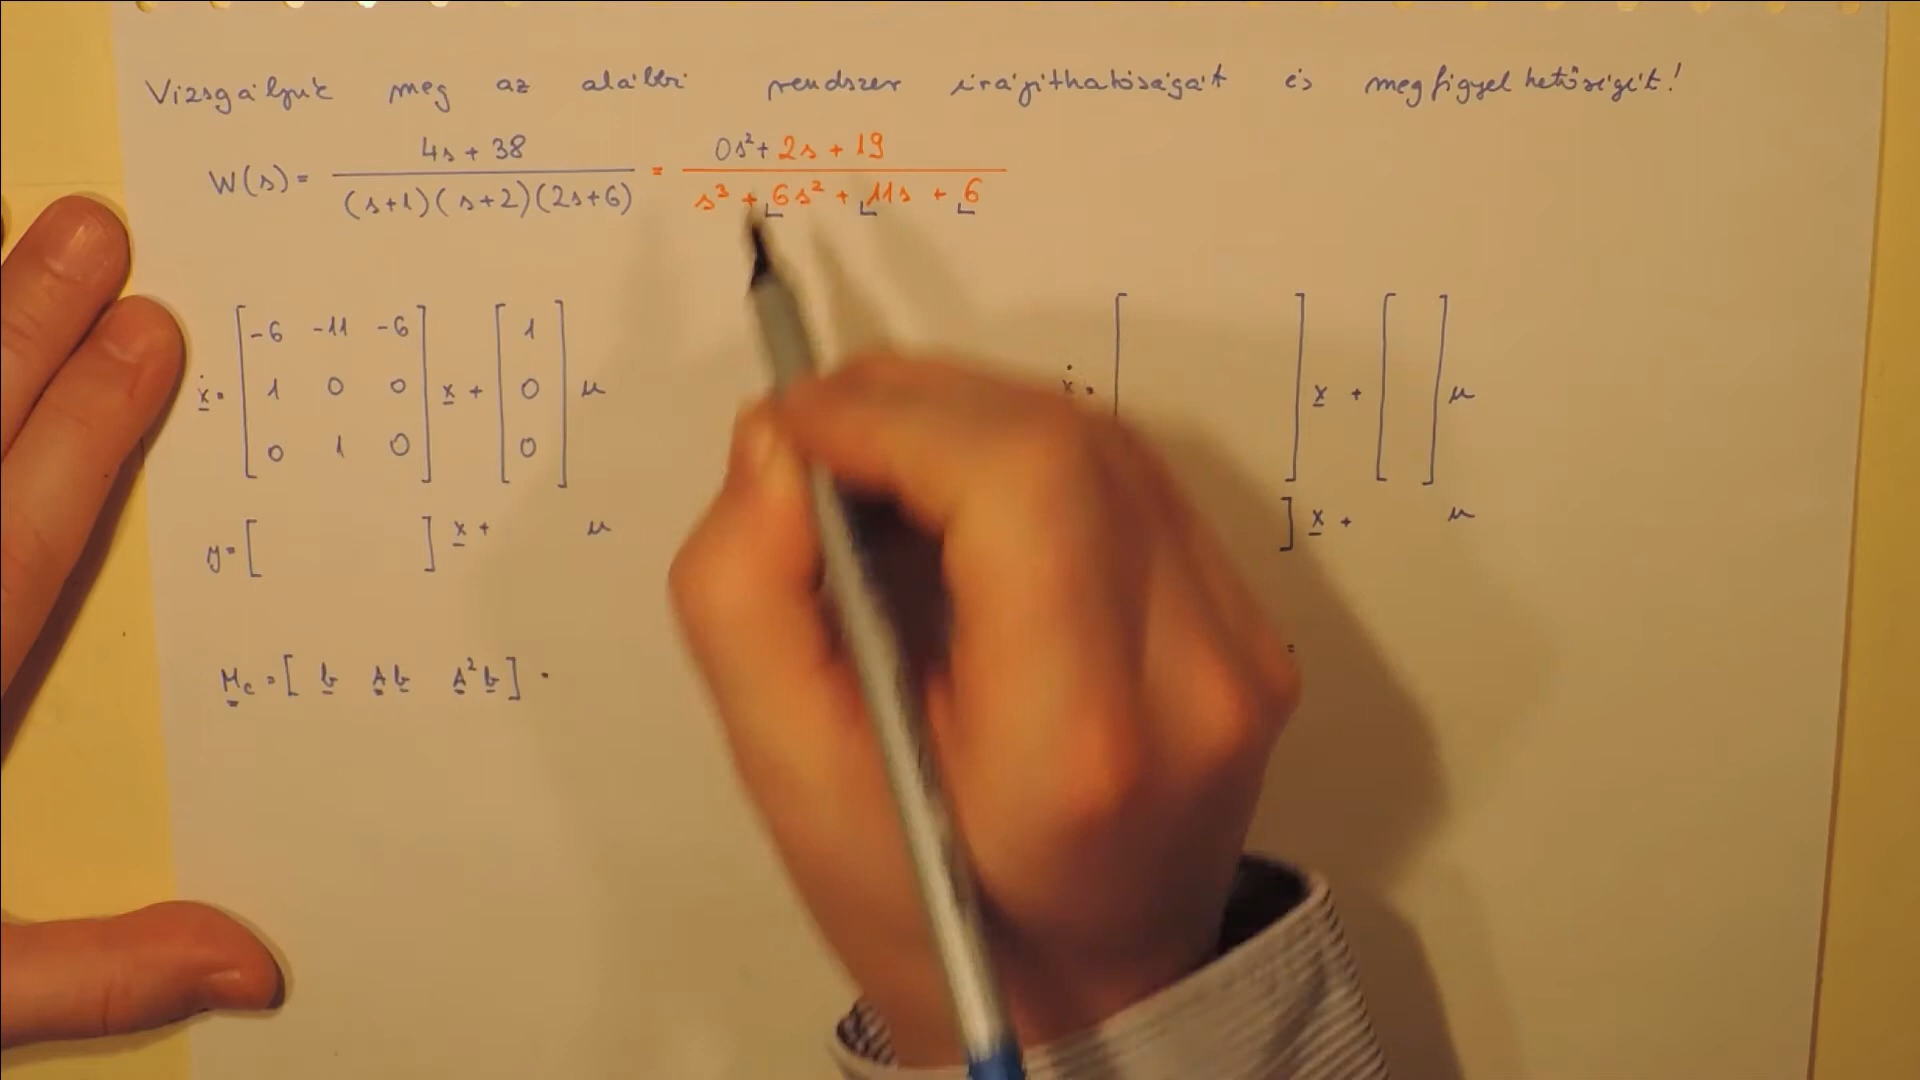 Vizsgáljuk meg az alábbi rendszer irányíthatóságát és megfigyelhetőségét!
W(s) = (4s + 38) / ((s+1)(s+2)(2s+6)) = (0s² + 2s + 19) / (s³ + 6s² + 11s + 6)
ẋ = [ -6 -11 -6 ; 1 0 0 ; 0 1 0 ] x + [ 1 ; 0 ; 0 ] u
y = [ ] x + u
M_c = [ b Ab A²b ] =
ẋ = [ ] x + [ ] u
] x + u
=